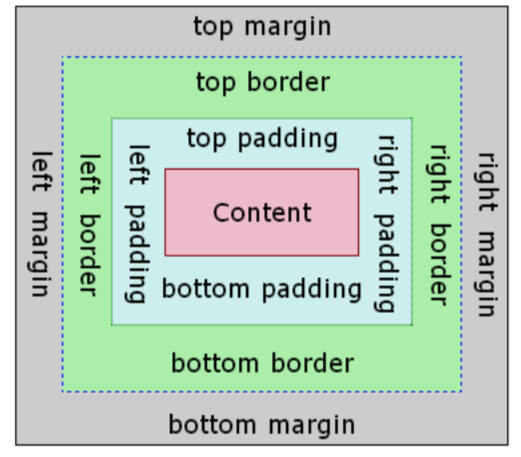 top margin
top border
top padding
left margin
left border
left padding
Content
right padding
right border
right margin
bottom padding
bottom border
bottom margin